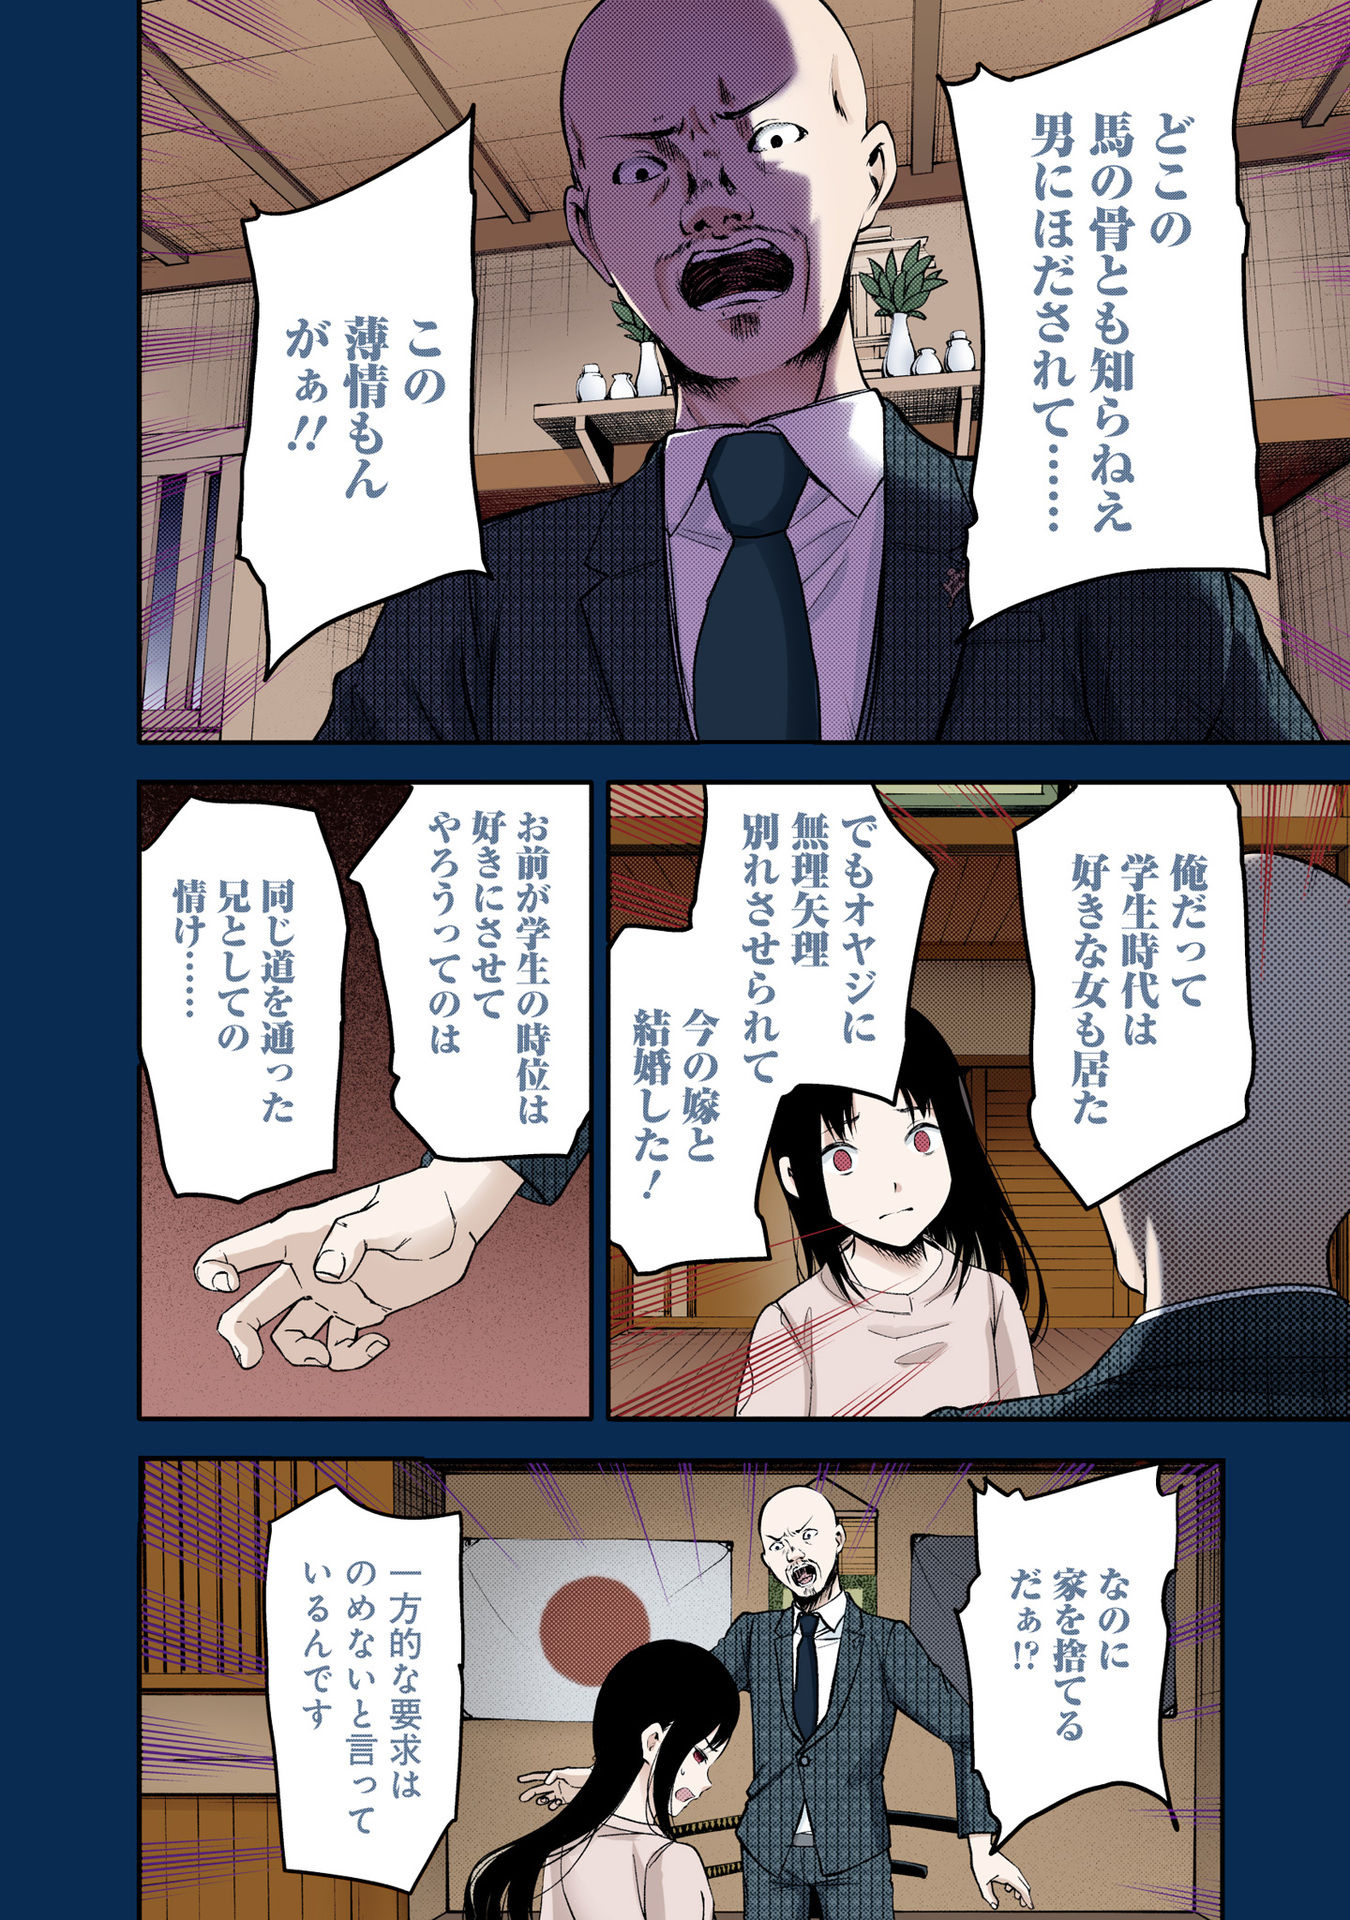 どこの
馬の骨とも知らねえ
男にほだされて……
この
薄情もん
がぁ!!
俺だって
学生時代は
好きな女も居た
でもオヤジに
無理矢理
別れさせられて
今の嫁と
結婚した!
お前が学生の時位は
好きにさせて
やろうってのは
同じ道を通った
兄としての
情け……
なのに
家を捨てる
だぁ!?
一方的な要求は
のめないと言って
いるんです